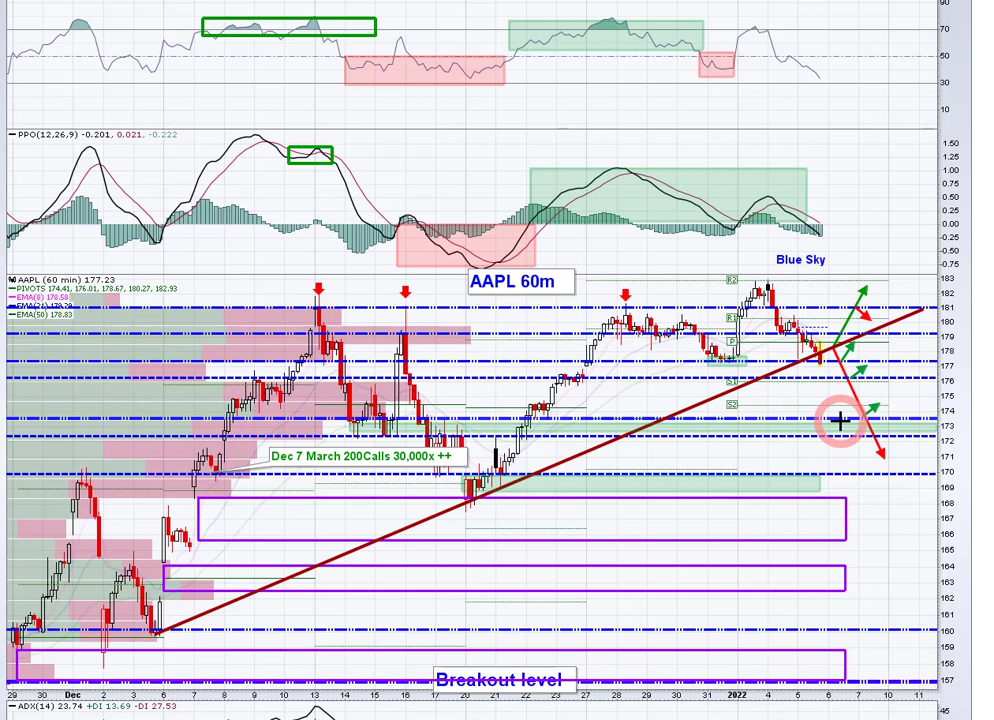 90
70
50
30
10
PPO(12,26,9) -0.201, 0.021, -0.222
1.50
1.25
1.00
0.75
0.50
0.25
0.00
-0.25
-0.50
-0.75
Blue Sky
AAPL (60 min) 177.23
AAPL 60m
PIVOTS 174.41, 176.01, 178.67, 180.27, 182.93
EMA(8) 178.58
EMA(50) 178.83
R2
R1
P
S1
S2
183
182
181
180
179
178
177
176
175
174
173
172
171
170
169
168
167
166
165
164
163
162
161
160
159
158
157
Dec 7 March 200Calls 30,000x ++
Breakout level
29 30 Dec 2 3 6 7 8 9 10 13 14 15 16 17 20 21 22 23 27 28 29 30 31 2022 4 5 6 7 10 11
ADX(14) 23.74 +DI 13.69 -DI 27.53
45